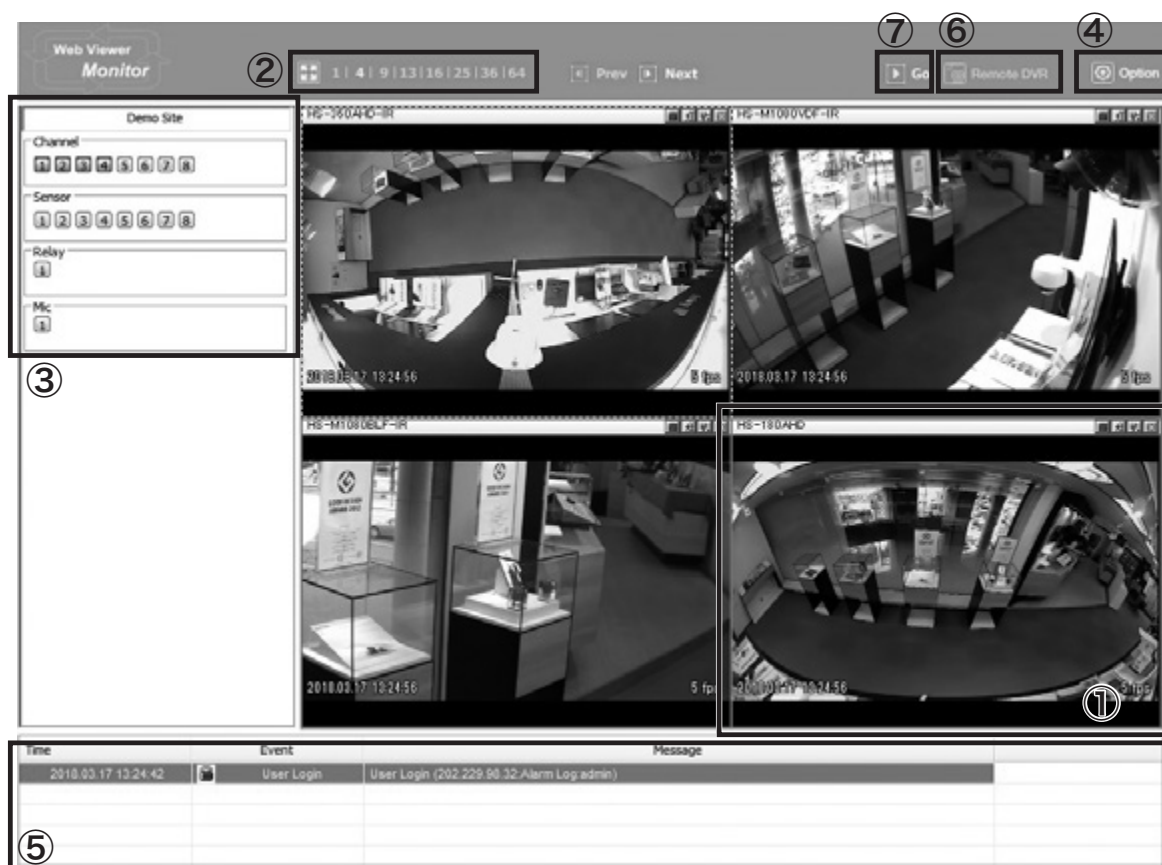 ⑦ ⑥ ④
Web Viewer
Monitor
② 1 | 4 | 9 | 13 | 16 | 25 | 36 | 64 Prev Next Go Remote DVR Option
Demo Site
Channel
1 2 3 4 5 6 7 8
Sensor
1 2 3 4 5 6 7 8
Relay
1
Mic
1
③
HS-350AHD-IR
2018.03.17 13:24:56 5 fps
HS-M1080VDF-IR
2018.03.17 13:24:56 5 fps
HS-M1080BLF-IR
2018.03.17 13:24:56 5 fps
HS-180AHD
2018.03.17 13:24:56 5 fps
①
Time Event Message
2018.03.17 13:24:42 User Login User Login (202.229.98.32:Alarm Log:admin)
⑤